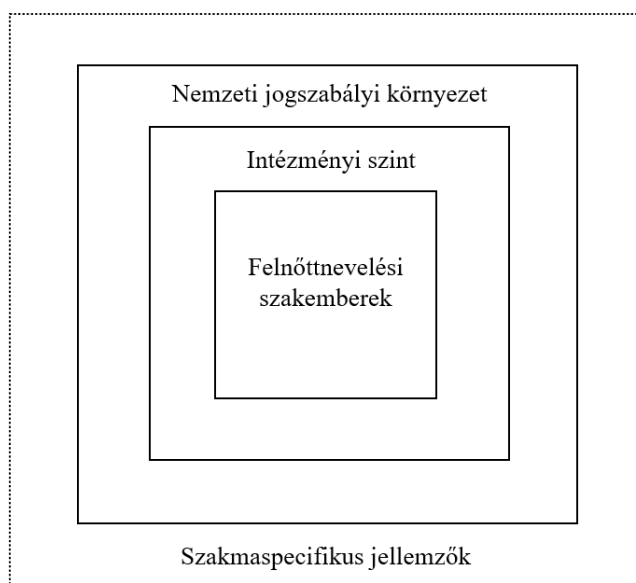 Nemzeti jogszabályi környezet
Intézményi szint
Felnőttnevelési
szakemberek
Szakmaspecifikus jellemzők